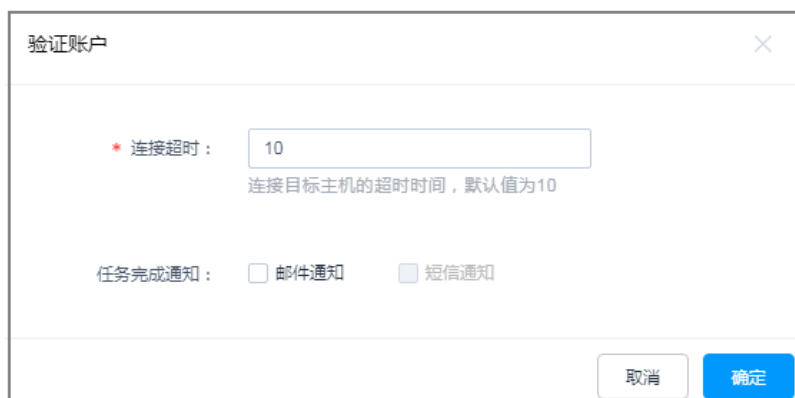 验证账户
* 连接超时： 10
连接目标主机的超时时间，默认值为10
任务完成通知： 邮件通知 短信通知
取消 确定